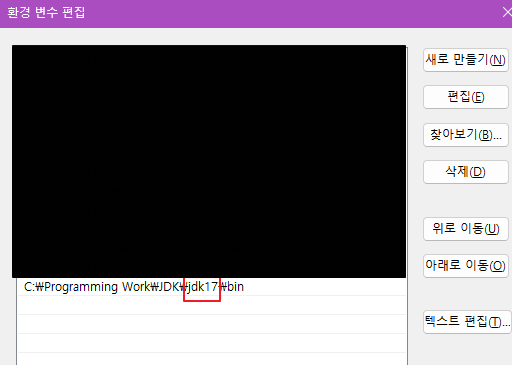 환경 변수 편집
새로 만들기(N)
편집(E)
찾아보기(B)...
삭제(D)
위로 이동(U)
아래로 이동(O)
C:₩Programming Work₩JDK₩jdk17₩bin
텍스트 편집(T)...